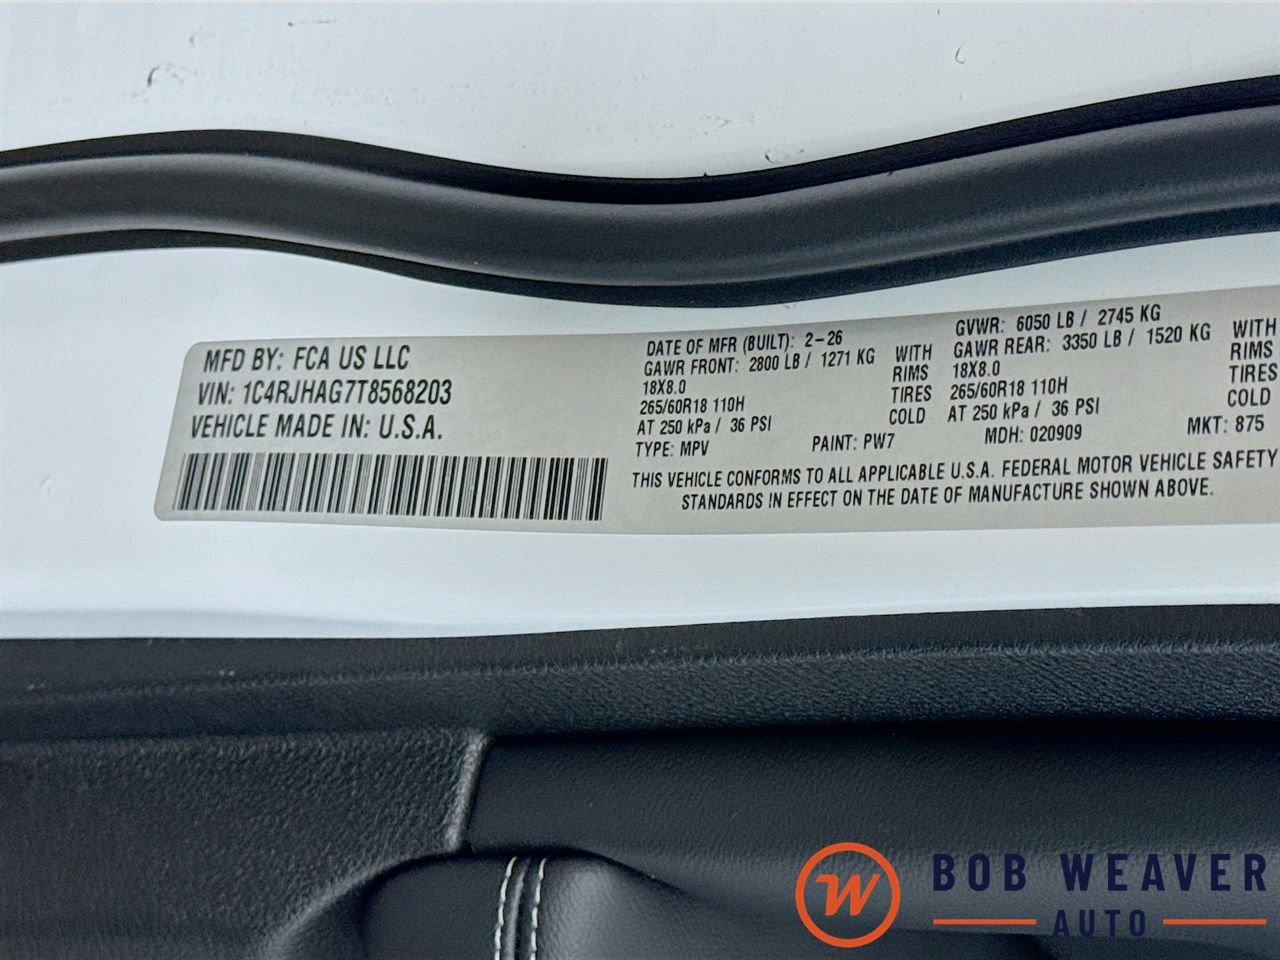 MFD BY: FCA US LLC
VIN: 1C4RJHAG7T8568203
VEHICLE MADE IN: U.S.A.
DATE OF MFR (BUILT): 2-26
GAWR FRONT: 2800 LB / 1271 KG WITH
18X8.0 RIMS
265/60R18 110H TIRES
AT 250 kPa / 36 PSI COLD
TYPE: MPV PAINT: PW7
GVWR: 6050 LB / 2745 KG
GAWR REAR: 3350 LB / 1520 KG WITH
18X8.0 RIMS
265/60R18 110H TIRES
AT 250 kPa / 36 PSI COLD
MDH: 020909 MKT: 875
THIS VEHICLE CONFORMS TO ALL APPLICABLE U.S.A. FEDERAL MOTOR VEHICLE SAFETY
STANDARDS IN EFFECT ON THE DATE OF MANUFACTURE SHOWN ABOVE.
W BOB WEAVER
AUTO